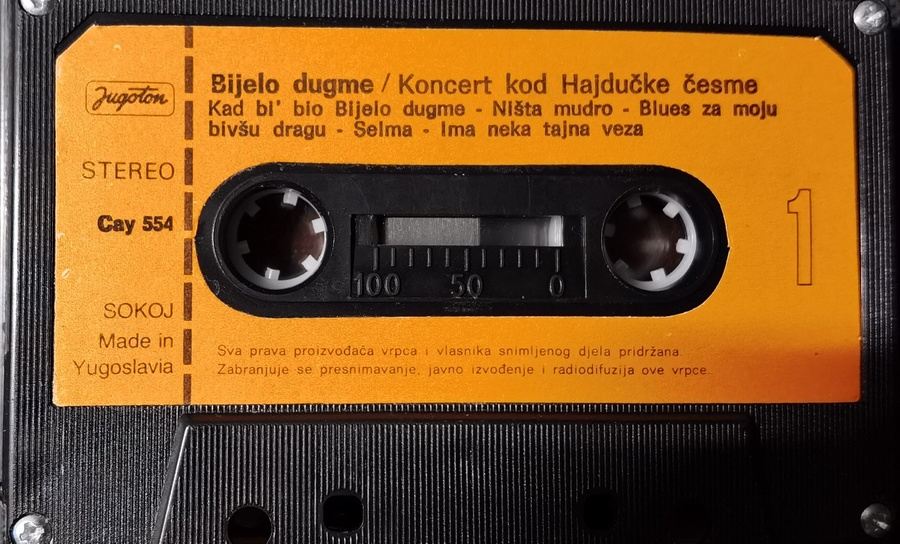 Jugoton
STEREO
Cay 554
SOKOJ
Made in
Yugoslavia
Bijelo dugme / Koncert kod Hajdučke česme
Kad bi' bio Bijelo dugme - Ništa mudro - Blues za moju
bivšu dragu - Selma - Ima neka tajna veza
1
100 50 0
Sva prava proizvođača vrpca i vlasnika snimljenog djela pridržana.
Zabranjuje se presnimavanje, javno izvođenje i radiodifuzija ove vrpce.